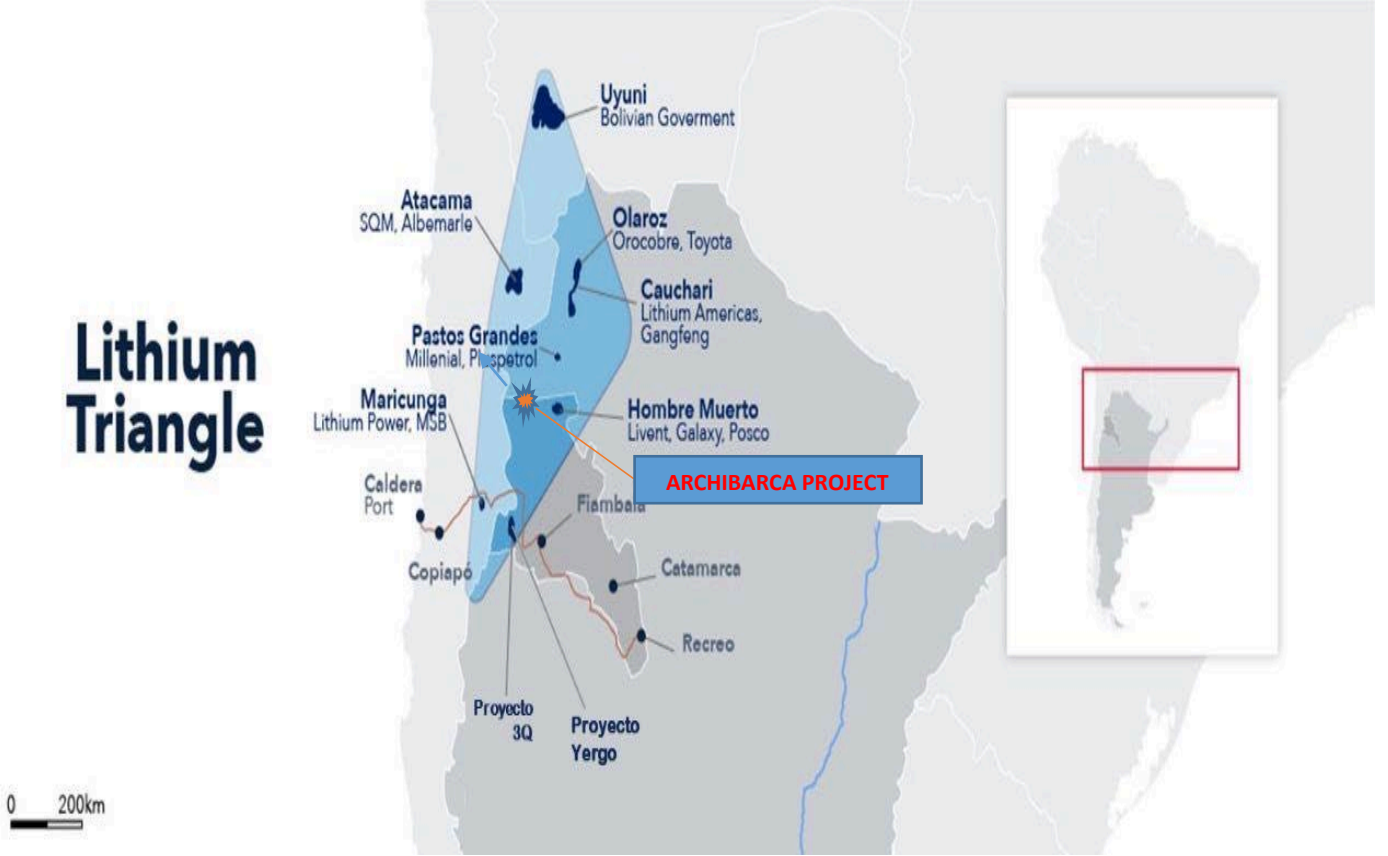 Lithium
Triangle
Uyuni
Bolivian Goverment
Atacama
SQM, Albemarle
Olaroz
Orocobre, Toyota
Cauchari
Lithium Americas,
Gangfeng
Pastos Grandes
Millenial,
Maricunga
Lithium Power, MSB
Hombre Muerto
Livent, Galaxy, Posco
ARCHIBARCA PROJECT
Caldera
Port
Fiambala
Copiapó
Catamarca
Recreo
Proyecto
3Q
Proyecto
Yergo
0 200km